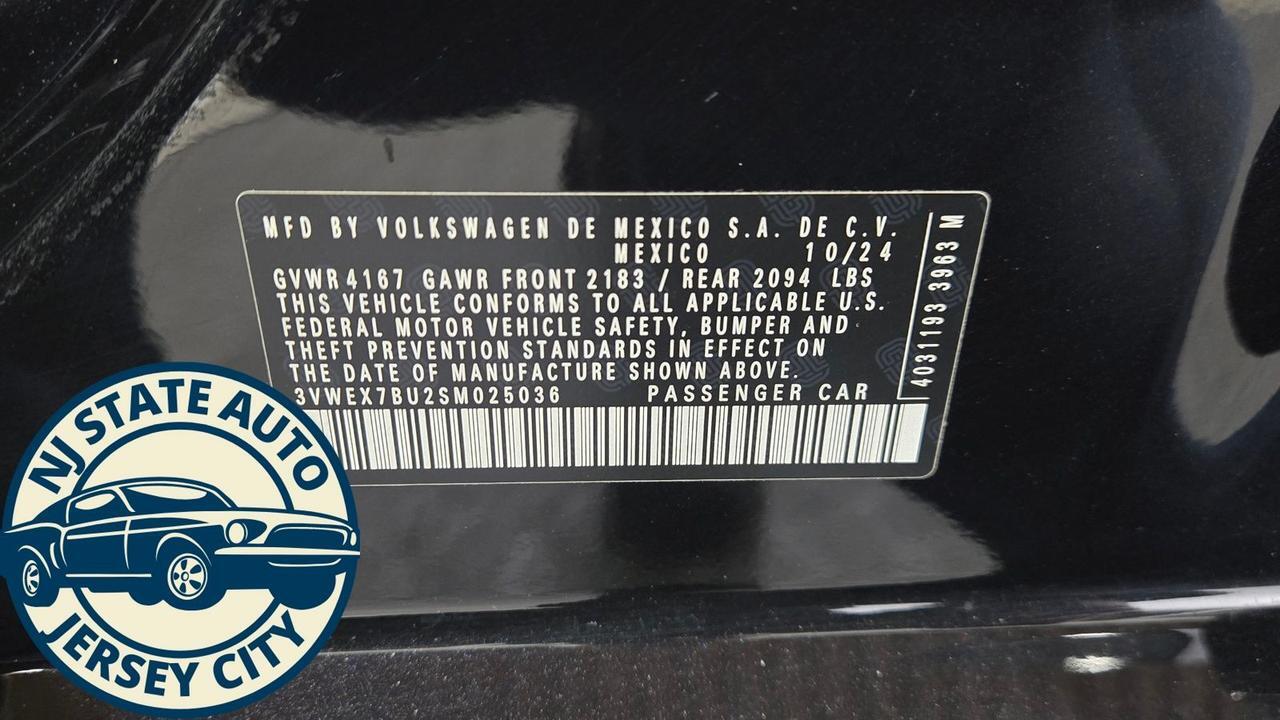 MFD BY VOLKSWAGEN DE MEXICO S.A. DE C.V.
MEXICO 10/24
GVWR 4167 GAWR FRONT 2183 / REAR 2094 LBS
THIS VEHICLE CONFORMS TO ALL APPLICABLE U.S.
FEDERAL MOTOR VEHICLE SAFETY, BUMPER AND
THEFT PREVENTION STANDARDS IN EFFECT ON
THE DATE OF MANUFACTURE SHOWN ABOVE.
3VWEX7BU2SM025036 PASSENGER CAR
4031193 3963 M
NJ STATE AUTO
JERSEY CITY